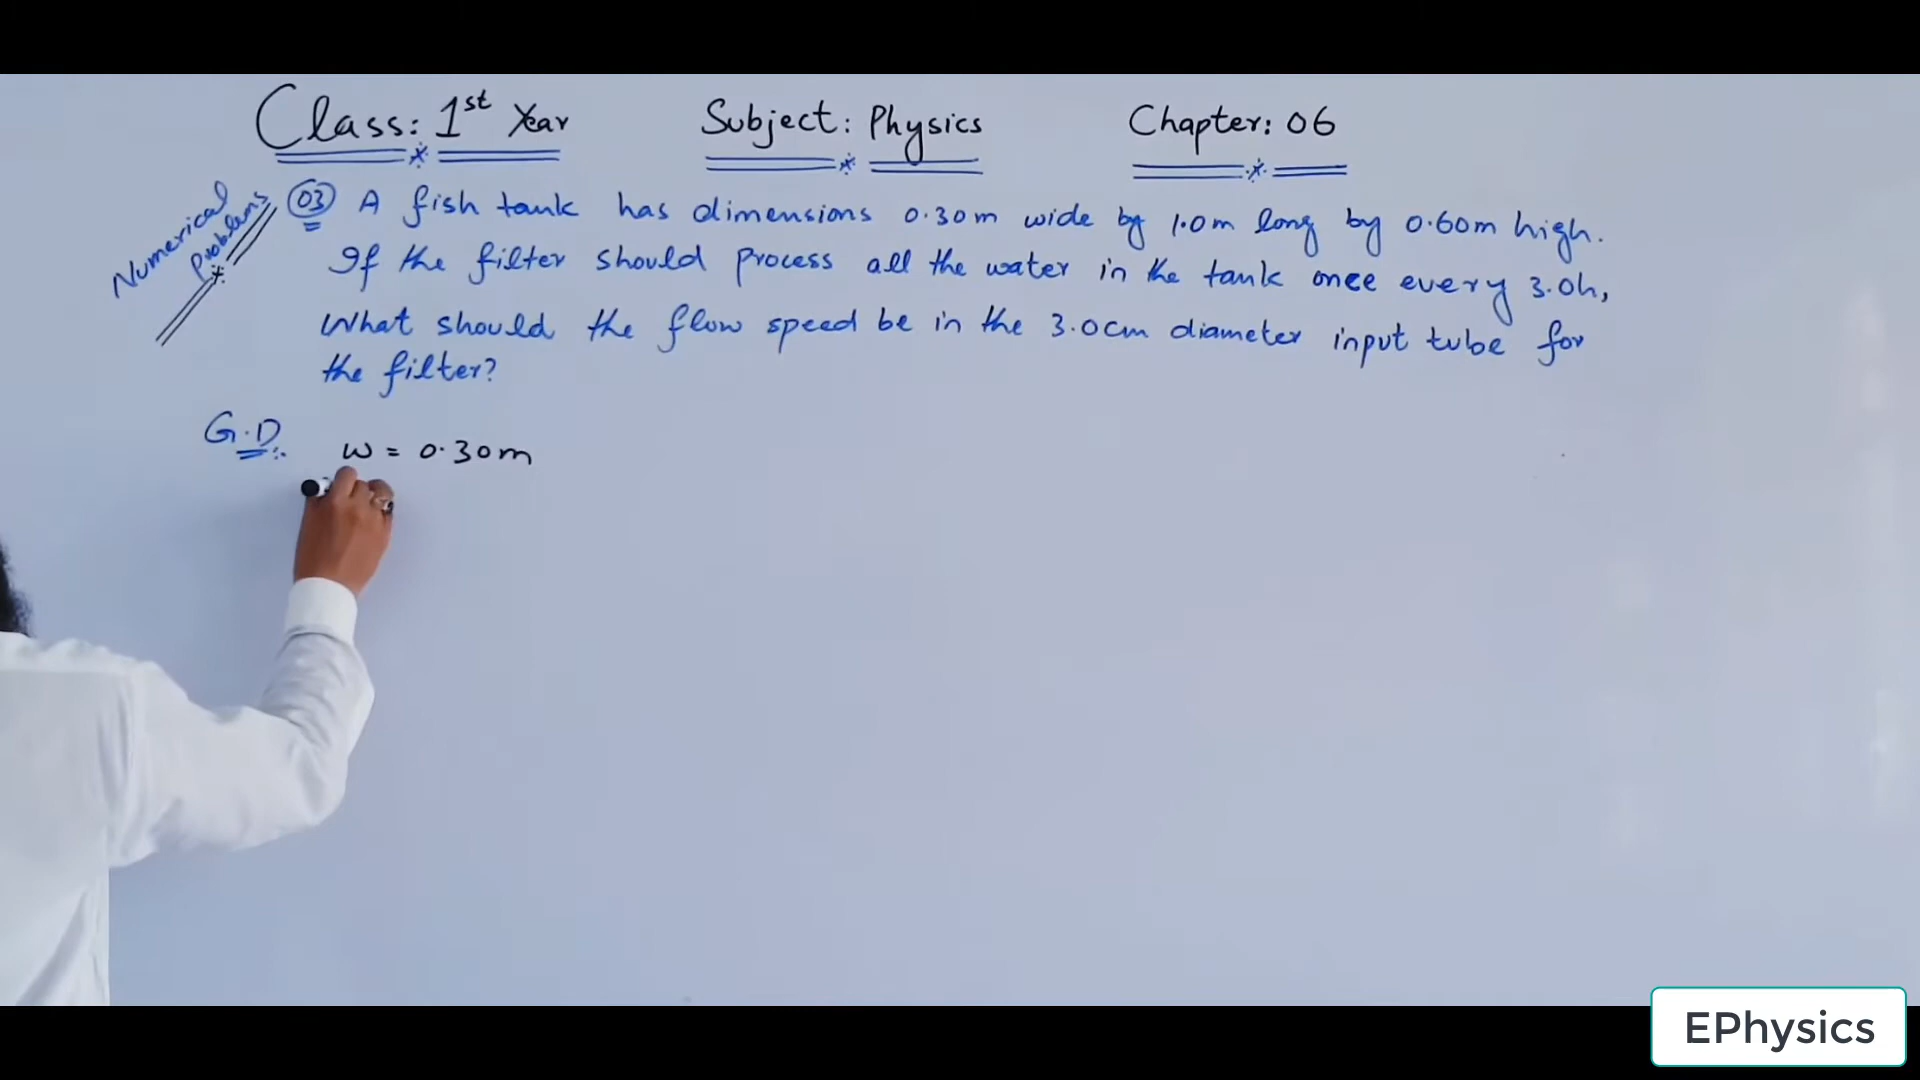 Class: 1st Year
Subject: Physics
Chapter: 06
Numerical
Problems
03 A fish tank has dimensions 0.30m wide by 1.0m long by 0.60m high.
If the filter should process all the water in the tank once every 3.0h,
What should the flow speed be in the 3.0cm diameter input tube for
the filter?
G.D:
w = 0.30m
EPhysics